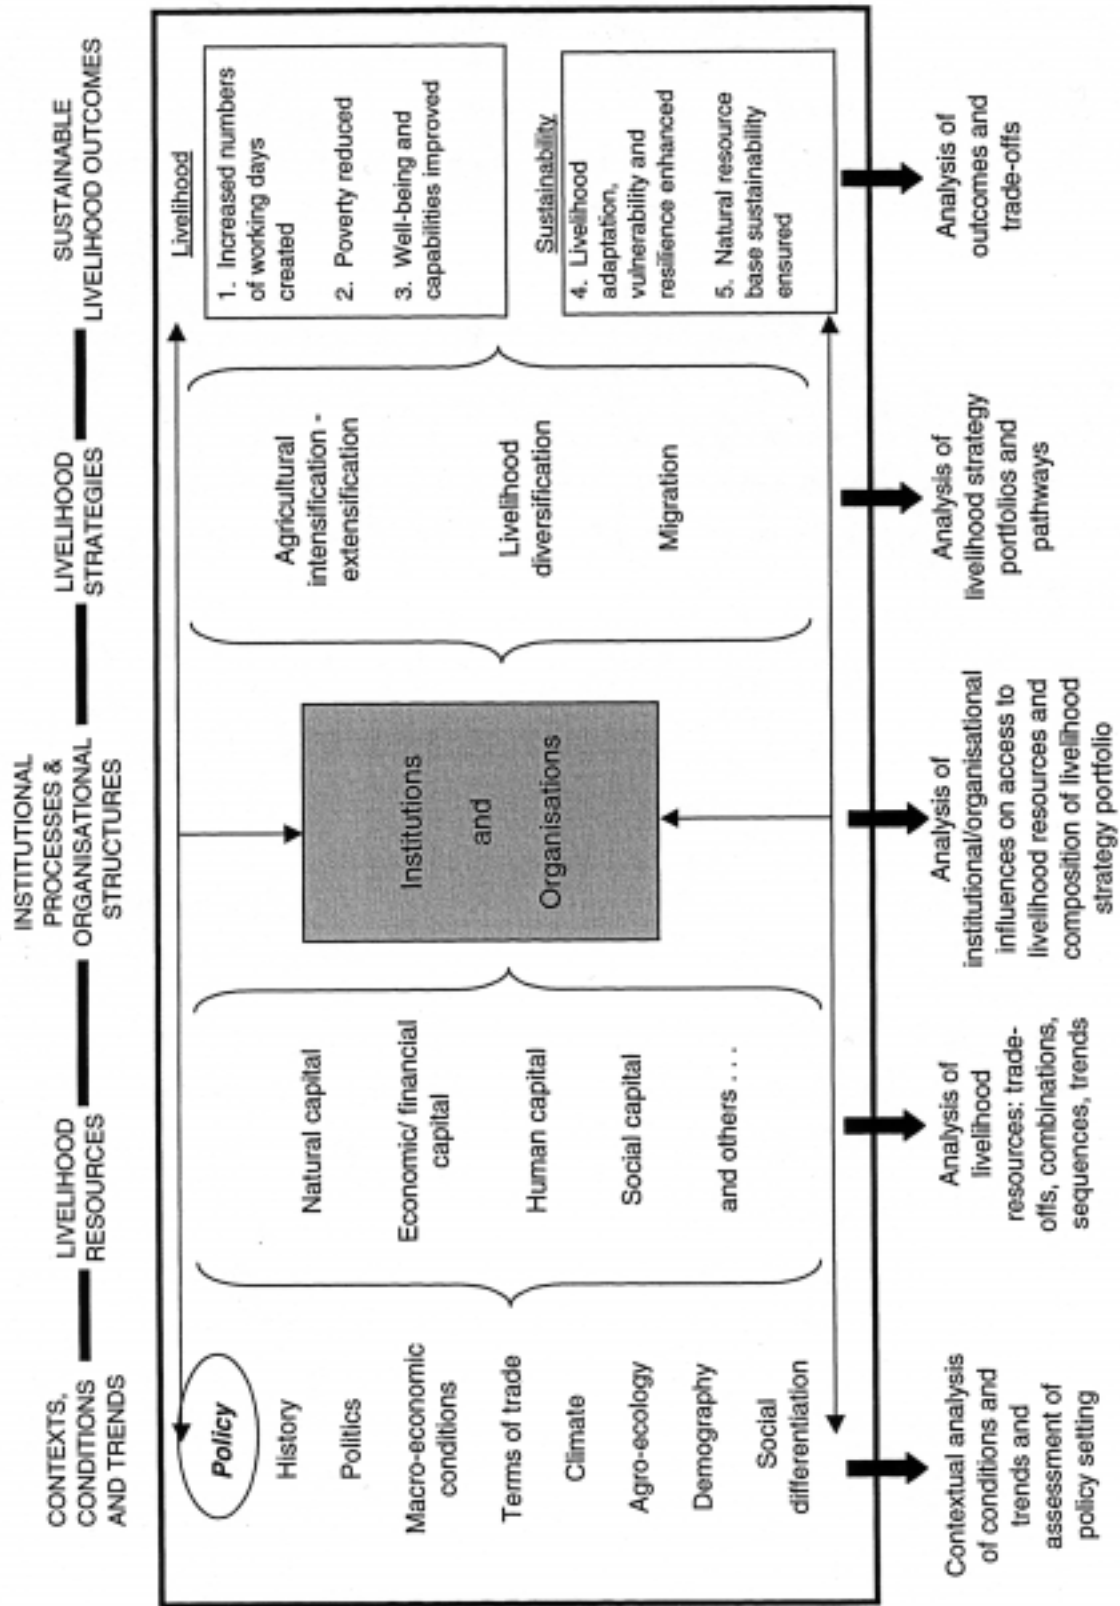 CONTEXTS,
CONDITIONS
AND TRENDS
LIVELIHOOD
RESOURCES
INSTITUTIONAL
PROCESSES &
ORGANISATIONAL
STRUCTURES
LIVELIHOOD
STRATEGIES
SUSTAINABLE
LIVELIHOOD OUTCOMES
Policy
History
Politics
Macro-economic
conditions
Terms of trade
Climate
Agro-ecology
Demography
Social
differentiation
Natural capital
Economic/ financial
capital
Human capital
Social capital
and others . . .
Institutions
and
Organisations
Agricultural
intensification -
extensification
Livelihood
diversification
Migration
Livelihood
1. Increased numbers
of working days
created
2. Poverty reduced
3. Well-being and
capabilities improved
Sustainability
4. Livelihood
adaptation,
vulnerability and
resilience enhanced
5. Natural resource
base sustainability
ensured
Contextual analysis
of conditions and
trends and
assessment of
policy setting
Analysis of
livelihood
resources: trade-
offs, combinations,
sequences, trends
Analysis of
institutional/organisational
influences on access to
livelihood resources and
composition of livelihood
strategy portfolio
Analysis of
livelihood strategy
portfolios and
pathways
Analysis of
outcomes and
trade-offs